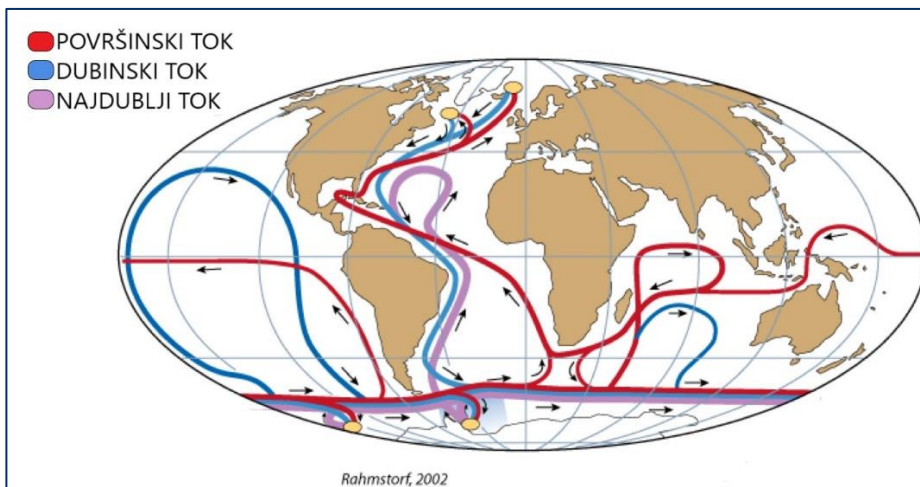 POVRŠINSKI TOK
DUBINSKI TOK
NAJDUBLJI TOK
Rahmstorf, 2002